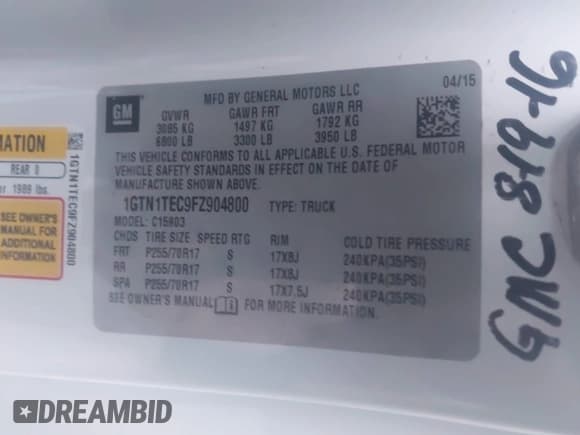 GM
MFD BY GENERAL MOTORS LLC 04/15
GVWR GAWR FRT GAWR RR
3085 KG 1497 KG 1792 KG
6800 LB 3300 LB 3950 LB
THIS VEHICLE CONFORMS TO ALL APPLICABLE U.S. FEDERAL MOTOR
VEHICLE SAFETY STANDARDS IN EFFECT ON THE DATE OF MANUFACTURE
SHOWN ABOVE.
1GTN1TEC9FZ904800 TYPE: TRUCK
MODEL: C15803
CHDS TIRE SIZE SPEED RTG RIM COLD TIRE PRESSURE
FRT P255/70R17 S 17X8J 240KPA(35PSI)
RR P255/70R17 S 17X8J 240KPA(35PSI)
SPA P255/70R17 S 17X7.5J 240KPA(35PSI)
SEE OWNER'S MANUAL FOR MORE INFORMATION.
MATION
REAR 0
er 1989 lbs.
SEE OWNER'S
MANUAL FOR
ADDITIONAL
INFORMATION
1GTN1TEC9FZ904800
GMC 819-16
DREAMBID